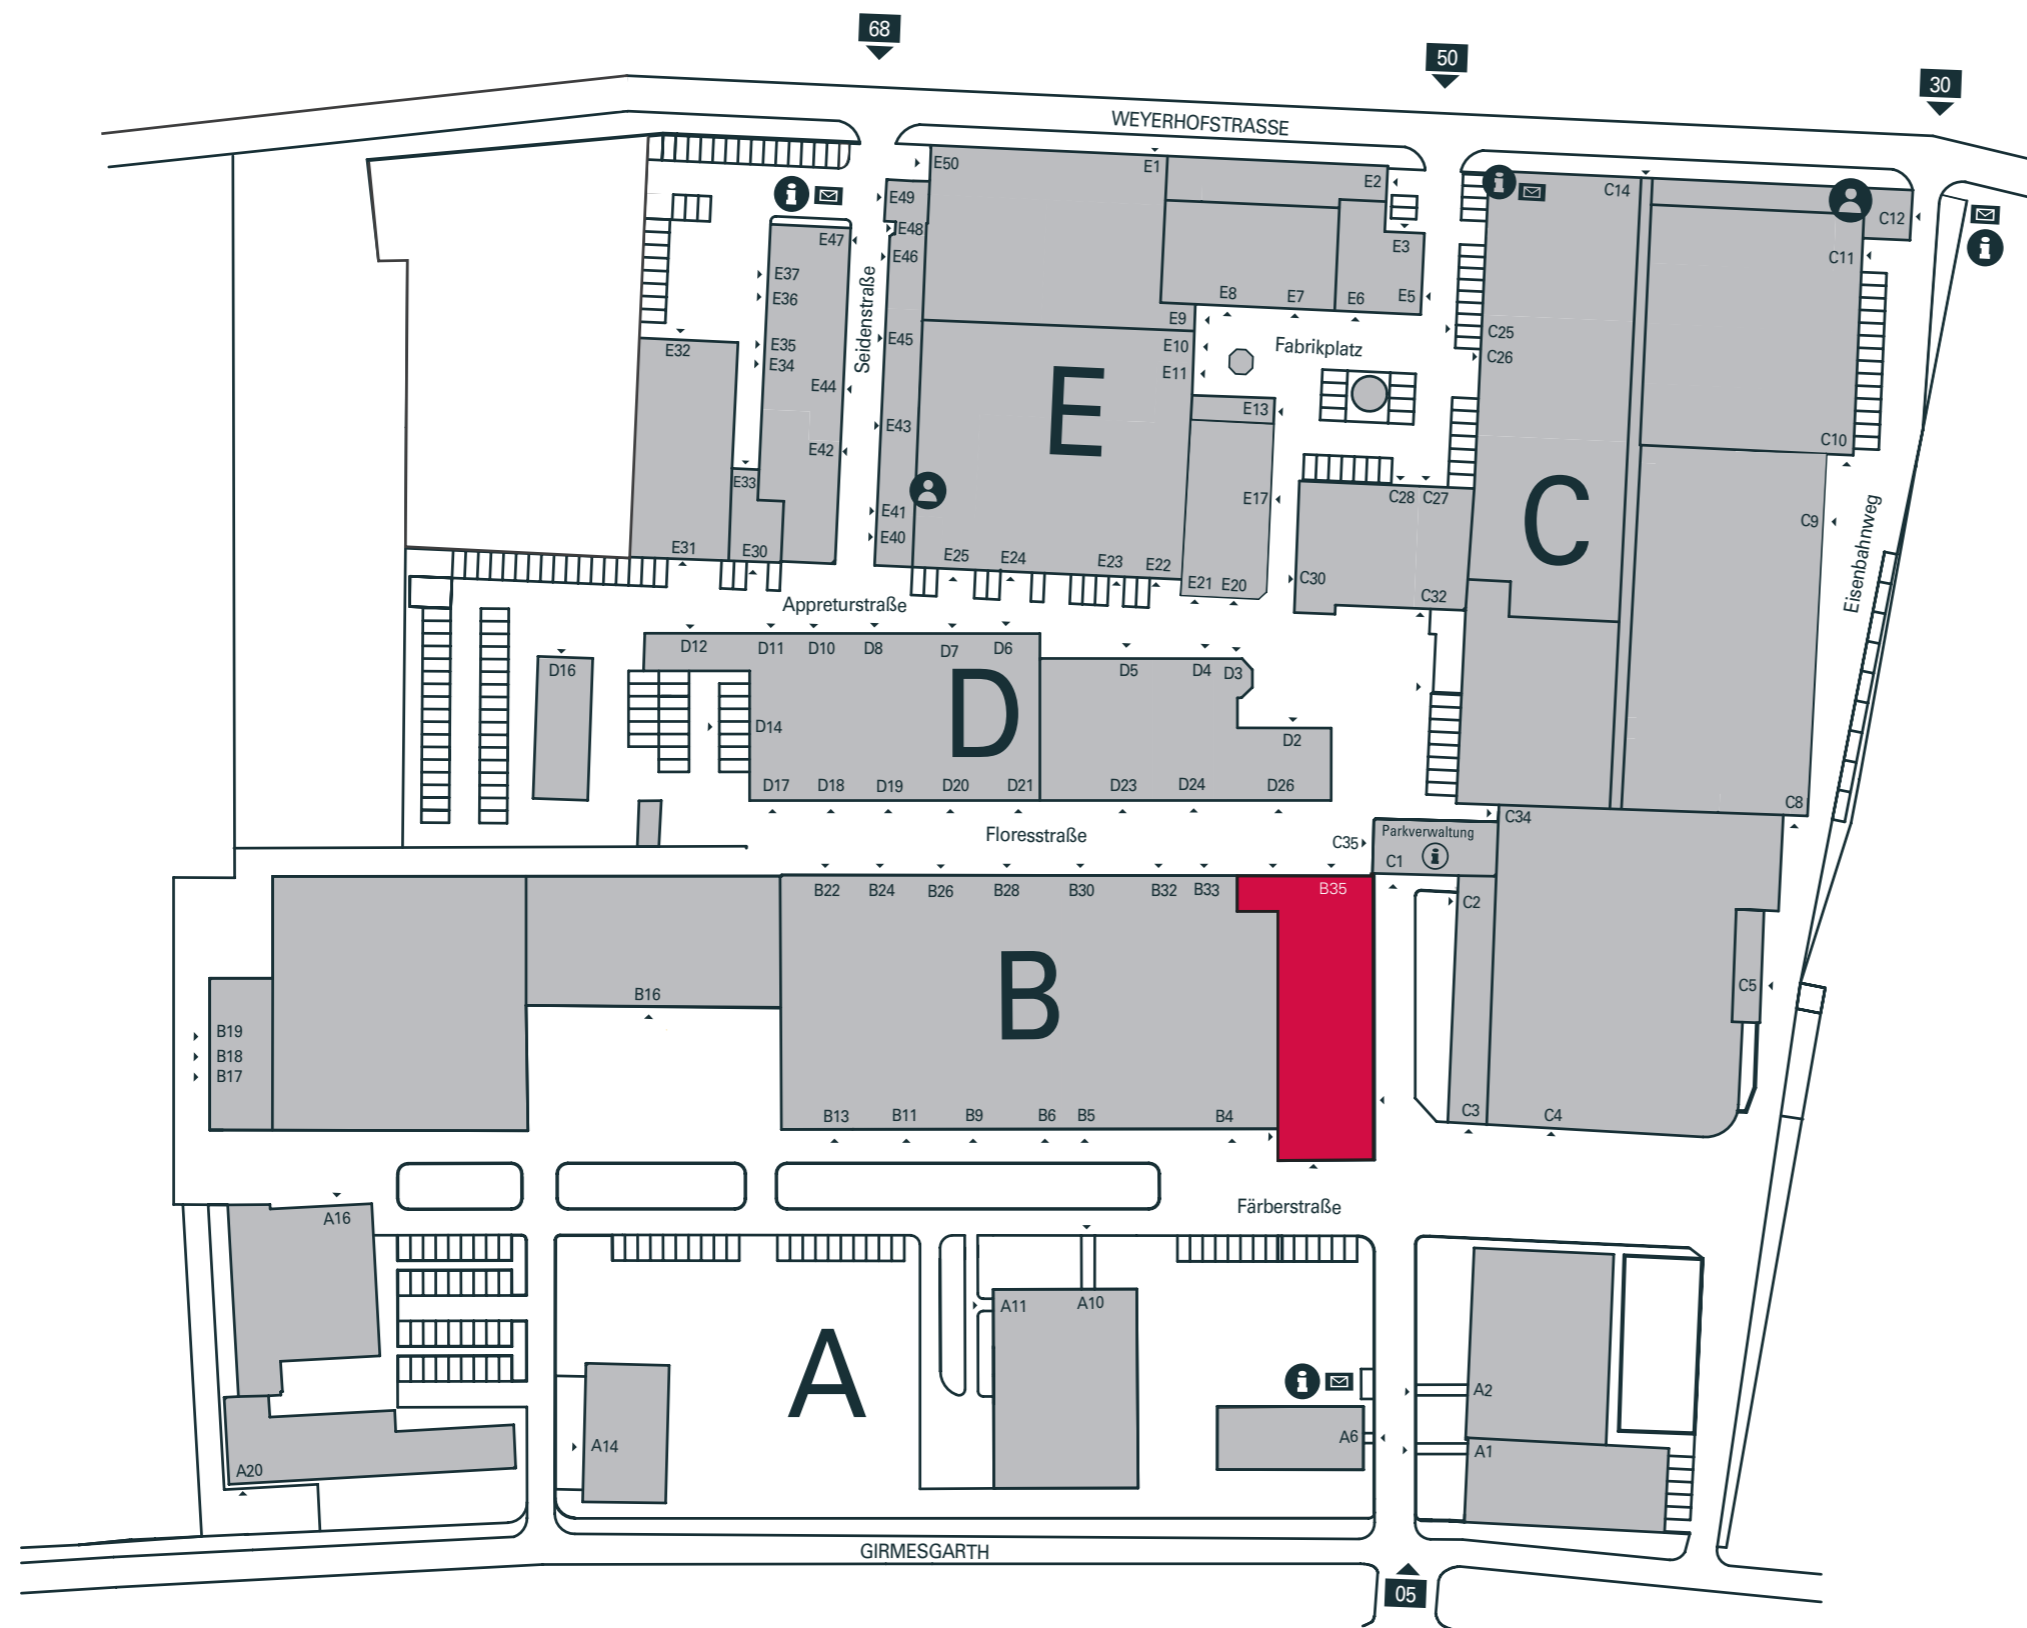 68
50
30
WEYERHOFSTRASSE
E50
E1
E2
C14
C12
E49
E48
E47
E46
E3
C11
E37
E36
Seidenstraße
E8
E7
E6
E5
E9
E10
E11
Fabrikplatz
C25
C26
E45
E32
E35
E34
E44
E
E13
E43
E42
C10
E33
E17
C28
C27
C
C9
E41
E40
Eisenbahnweg
E31
E30
E25
E24
E23
E22
E21
E20
C30
C32
Appreturstraße
D16
D12
D11
D10
D8
D7
D6
D5
D4
D3
D14
D
D2
D17
D18
D19
D20
D21
D23
D24
D26
C8
Floresstraße
C35
Parkverwaltung
C1
C34
B22
B24
B26
B28
B30
B32
B33
B35
C2
B16
B
C5
B19
B18
B17
B13
B11
B9
B6
B5
B4
C3
C4
Färberstraße
A16
A11
A10
A
A2
A14
A6
A1
A20
GIRMESGARTH
05